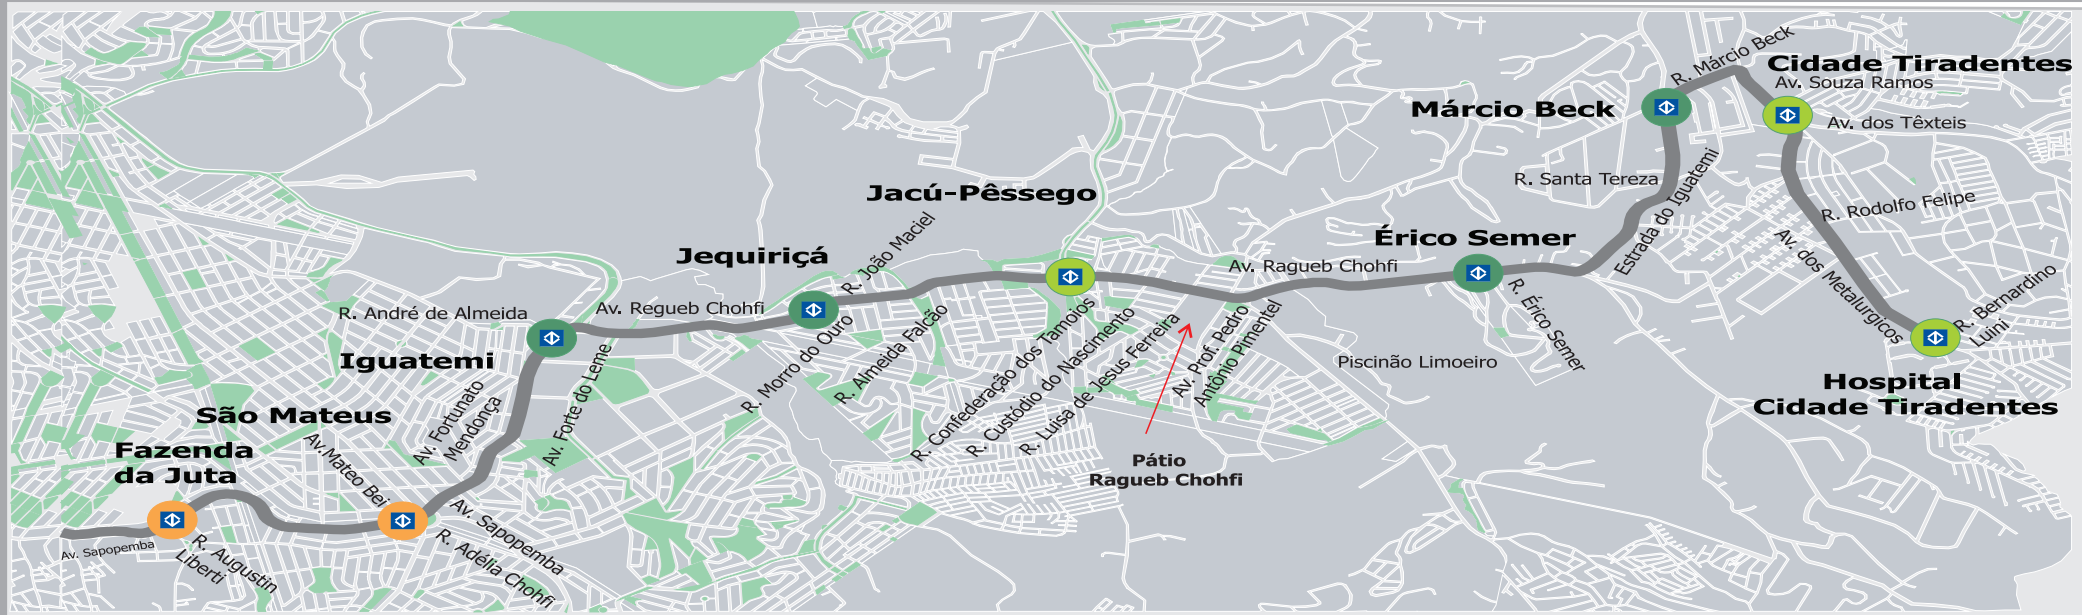 R. Márcio Beck
Cidade Tiradentes
Av. Souza Ramos
Márcio Beck
Av. dos Têxteis
R. Santa Tereza
Estrada do Iguatemi
R. Rodolfo Felipe
Av. dos Metalurgicos
R. Bernardino
Luini
Hospital
Cidade Tiradentes
Jacú-Pêssego
R. João Maciel
Jequiriçá
Érico Semer
Av. Ragueb Chohfi
R. Érico Semer
R. André de Almeida
Av. Regueb Chohfi
Iguatemi
R. Morro do Ouro
R. Almeida Falcão
R. Confederação dos Tamoios
R. Custódio do Nascimento
R. Luisa de Jesus Ferreira
Av. Prof. Pedro
Antônio Pimentel
Piscinão Limoeiro
Pátio
Ragueb Chohfi
Av. Fortunato
Mendonça
Av. Forte do Leme
São Mateus
Av.Mateo Bei
Fazenda
da Juta
Av. Sapopemba
R. Adélia Chohfi
Av. Sapopemba
R. Augustin
Liberti